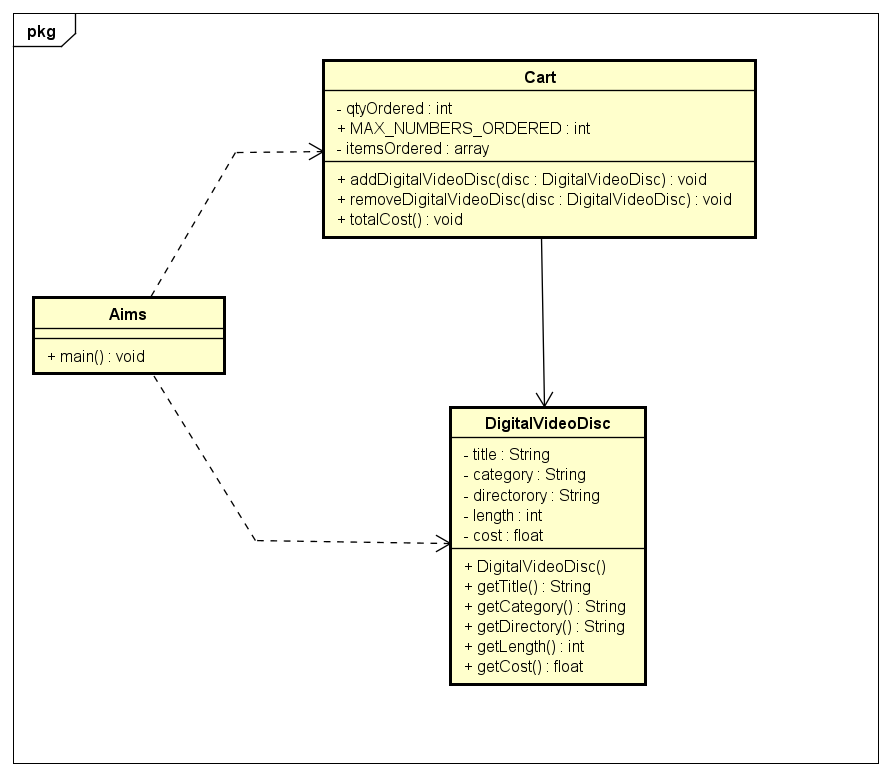 pkg
Cart
- qtyOrdered : int
+ MAX_NUMBERS_ORDERED : int
- itemsOrdered : array
+ addDigitalVideoDisc(disc : DigitalVideoDisc) : void
+ removeDigitalVideoDisc(disc : DigitalVideoDisc) : void
+ totalCost() : void
Aims
+ main() : void
DigitalVideoDisc
- title : String
- category : String
- directorory : String
- length : int
- cost : float
+ DigitalVideoDisc()
+ getTitle() : String
+ getCategory() : String
+ getDirectory() : String
+ getLength() : int
+ getCost() : float